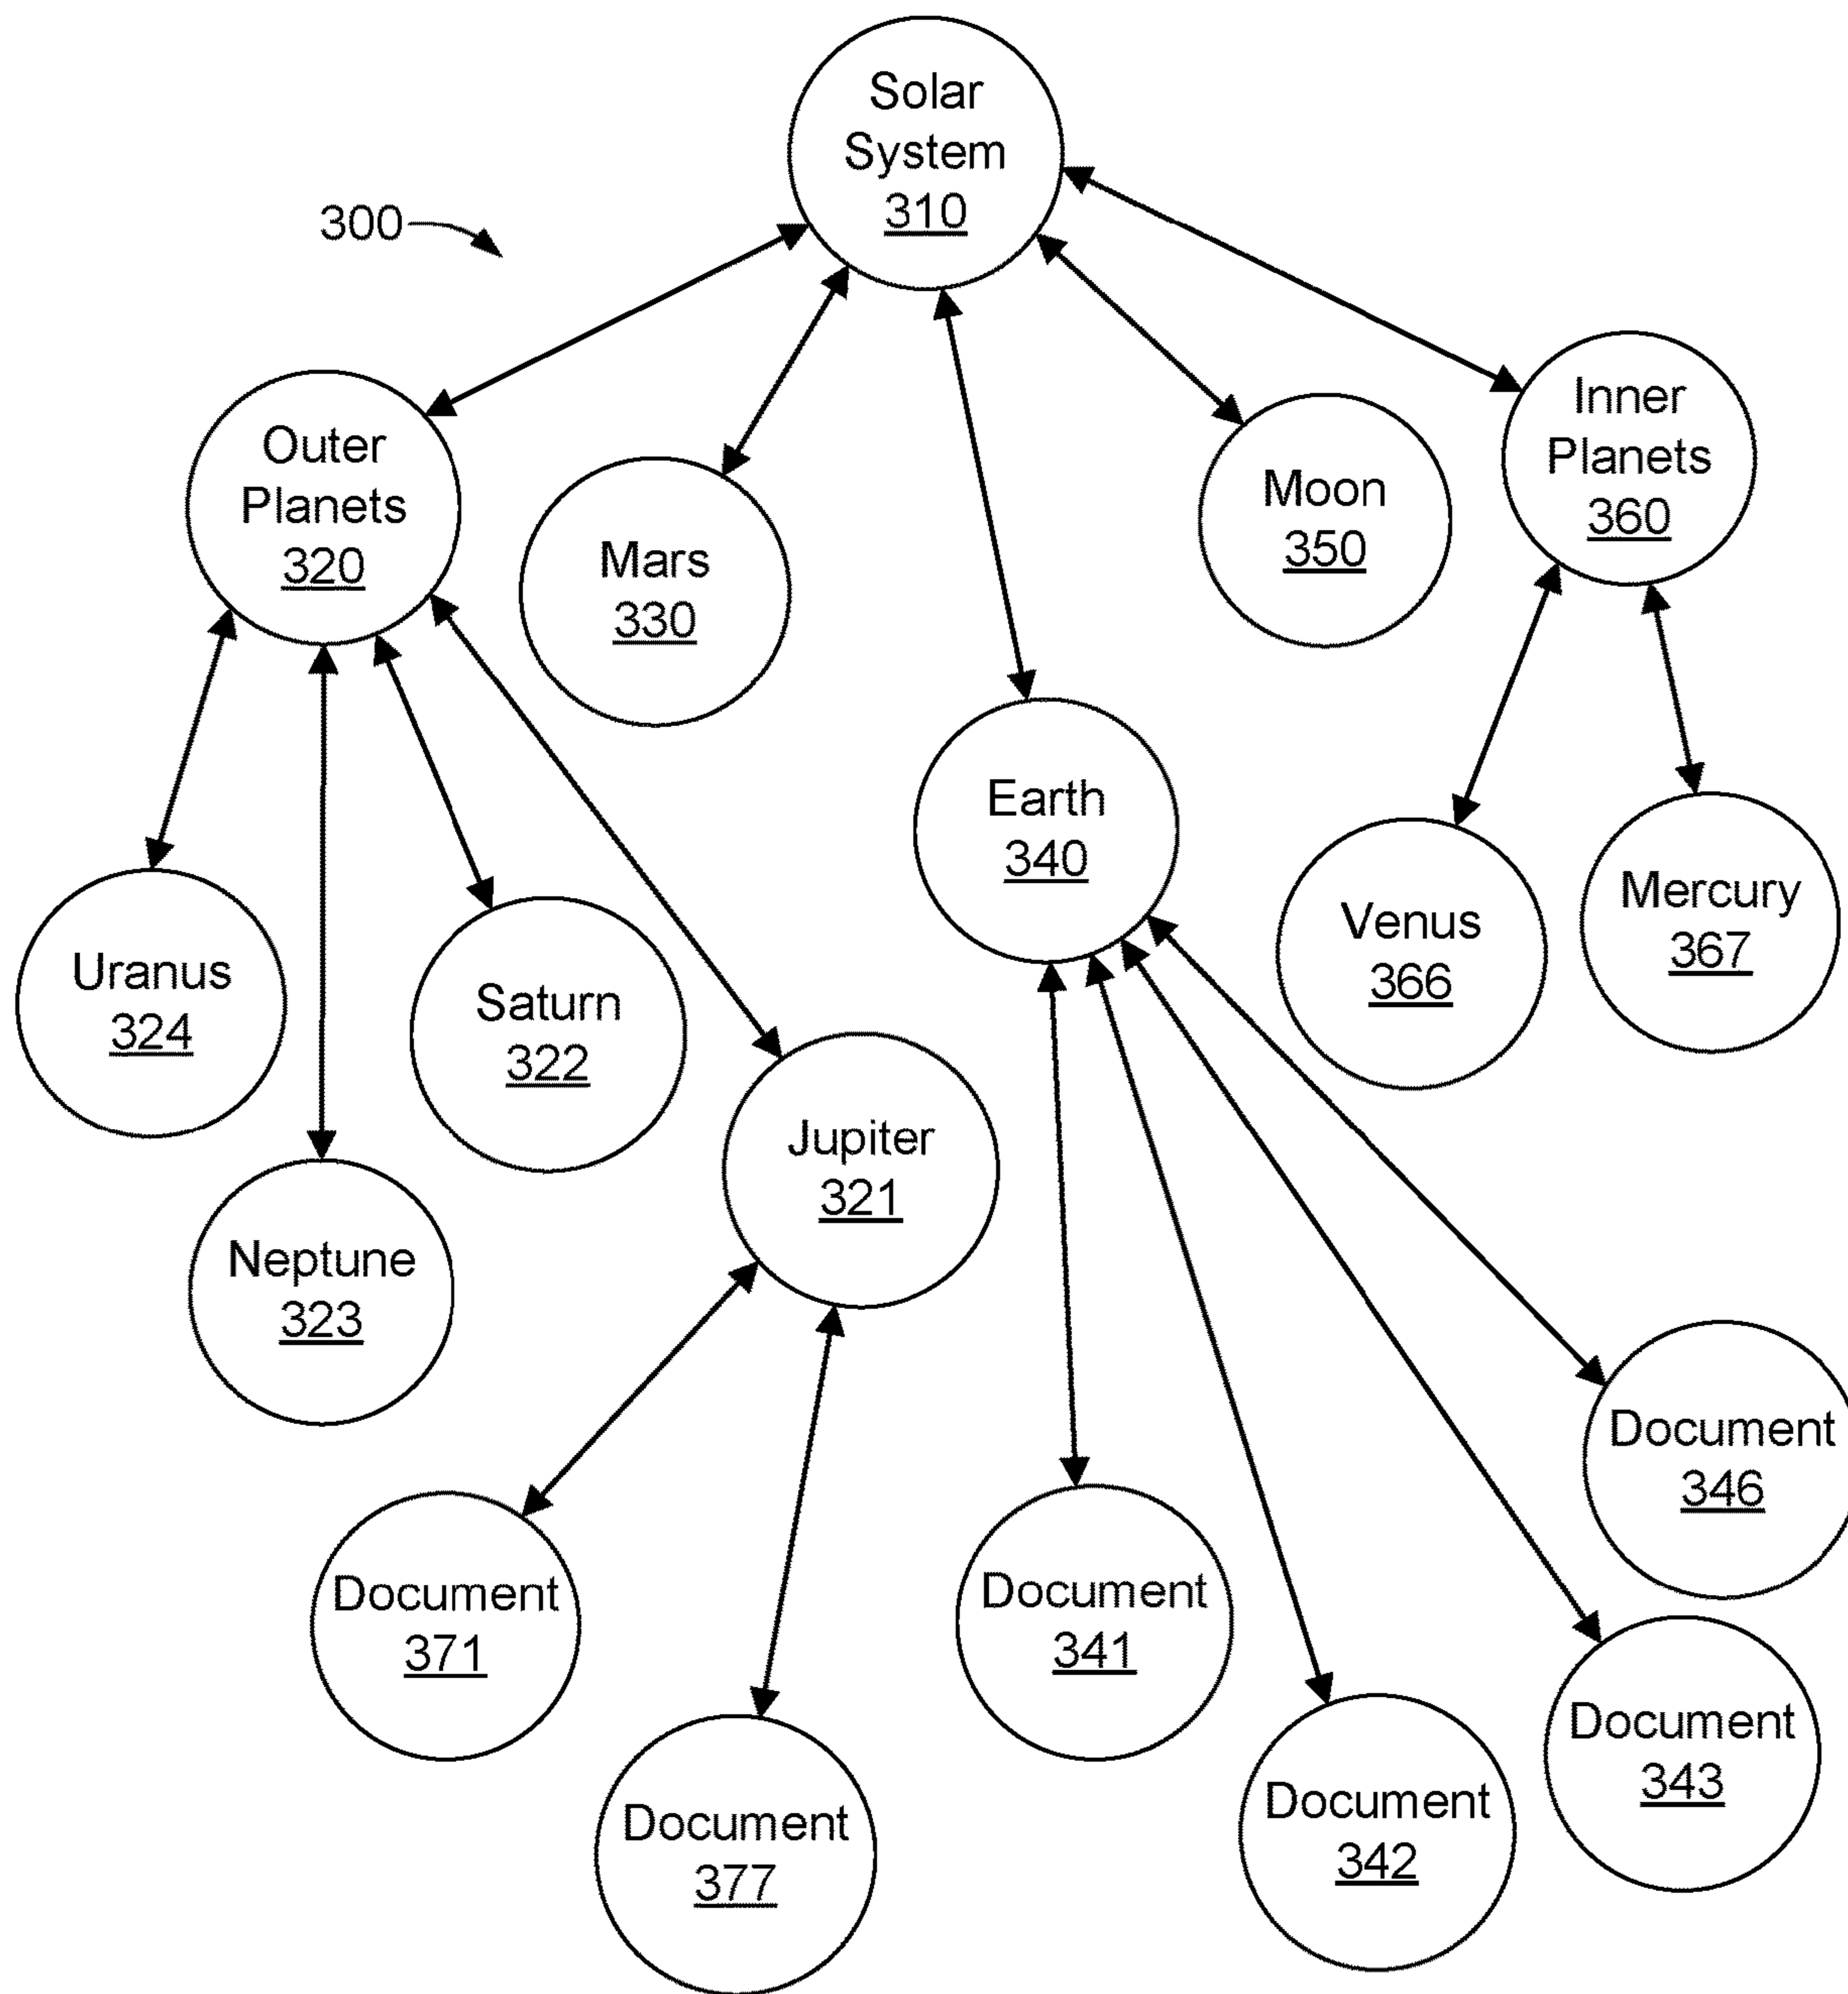 Solar
System
310
300
Outer
Planets
320
Mars
330
Moon
350
Inner
Planets
360
Earth
340
Uranus
324
Saturn
322
Venus
366
Mercury
367
Jupiter
321
Neptune
323
Document
346
Document
371
Document
341
Document
343
Document
377
Document
342